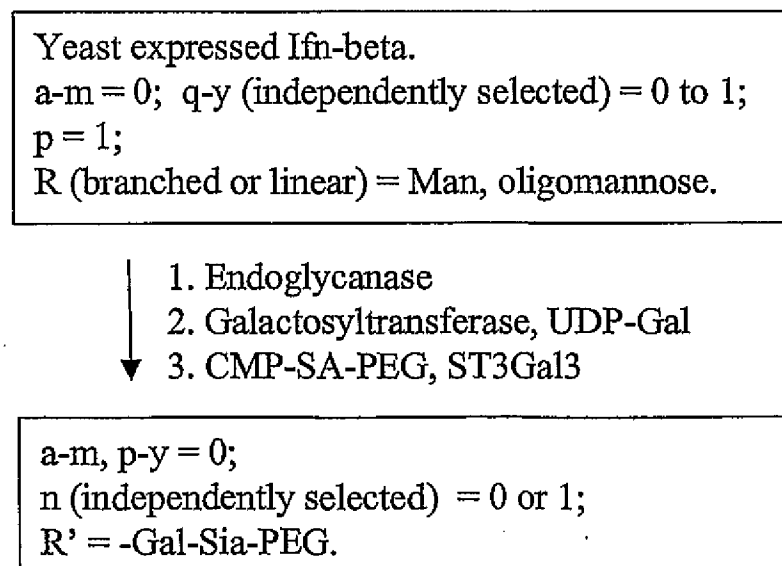 Yeast expressed Ifn-beta.
a-m = 0; q-y (independently selected) = 0 to 1;
p = 1;
R (branched or linear) = Man, oligomannose.
1. Endoglycanase
2. Galactosyltransferase, UDP-Gal
3. CMP-SA-PEG, ST3Gal3
a-m, p-y = 0;
n (independently selected) = 0 or 1;
R' = -Gal-Sia-PEG.